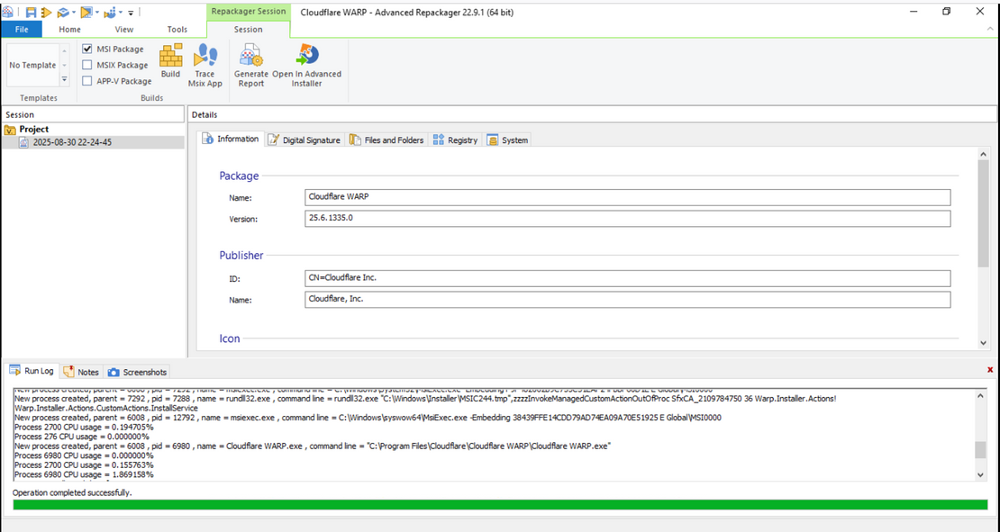 Repackager Session
Cloudflare WARP - Advanced Repackager 22.9.1 (64 bit)
File
Home
View
Tools
Session
No Template
MSI Package
MSIX Package
APP-V Package
Build
Trace
Msix App
Generate
Report
Open In Advanced
Installer
Templates
Builds
Session
Project
2025-08-30 22-24-45
Details
Information
Digital Signature
Files and Folders
Registry
System
Package
Name:
Cloudflare WARP
Version:
25.6.1335.0
Publisher
ID:
CN=Cloudflare Inc.
Name:
Cloudflare, Inc.
Icon
Run Log
Notes
Screenshots
New process created, parent = 7292 , pid = 7288 , name = rundll32.exe , command line = rundll32.exe "C:\Windows\Installer\MSIC244.tmp",zzzzInvokeManagedCustomActionOutOfProc SfxCA_2109784750 36 Warp.Installer.Actions!
Warp.Installer.Actions.CustomActions.InstallService
New process created, parent = 6008 , pid = 12792 , name = msiexec.exe , command line = C:\Windows\syswow64\MsiExec.exe -Embedding 38439FFE14CDD79AD74EA09A70E51925 E Global\MSI0000
Process 2700 CPU usage = 0.194705%
Process 276 CPU usage = 0.000000%
New process created, parent = 6008 , pid = 6980 , name = Cloudflare WARP.exe , command line = "C:\Program Files\Cloudflare\Cloudflare WARP\Cloudflare WARP.exe"
Process 6980 CPU usage = 0.000000%
Process 2700 CPU usage = 0.155763%
Process 6980 CPU usage = 1.869158%
Operation completed successfully.